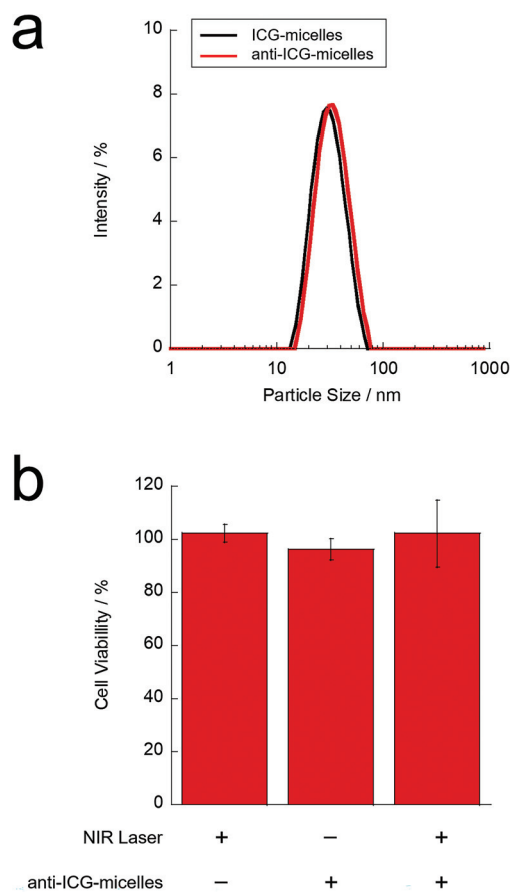 a
ICG-micelles
anti-ICG-micelles
10
8
6
4
2
0
Intensity / %
1 10 100 1000
Particle Size / nm
b
120
100
80
60
40
20
0
Cell Viabillity / %
NIR Laser + − +
anti-ICG-micelles − + +